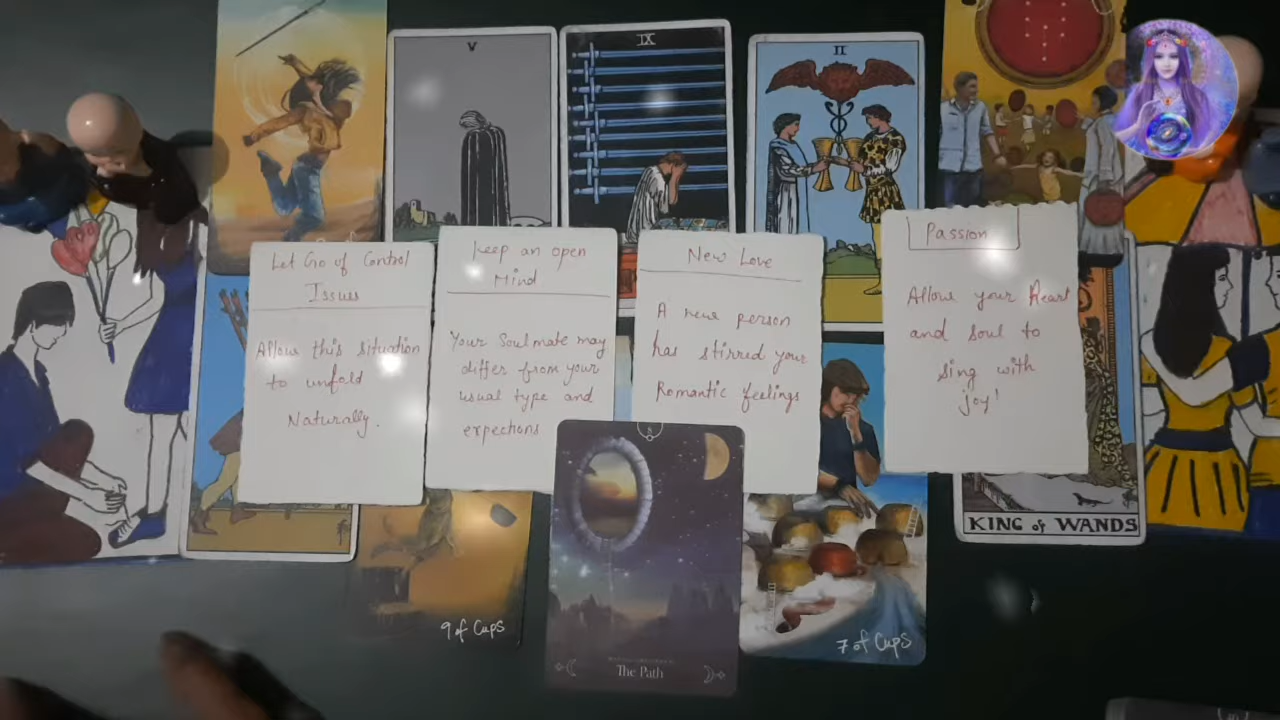 V
IX
II
Let Go of Control
Issues
Allow this situation
to unfold
Naturally.
Keep an open
Mind
Your Soulmate may
differ from your
usual type and
expections
New Love
A new person
has stirred your
Romantic feelings
Passion
Allow your Heart
and soul to
sing with
joy!
KING of WANDS
9 of Cups
7 of Cups
The Path